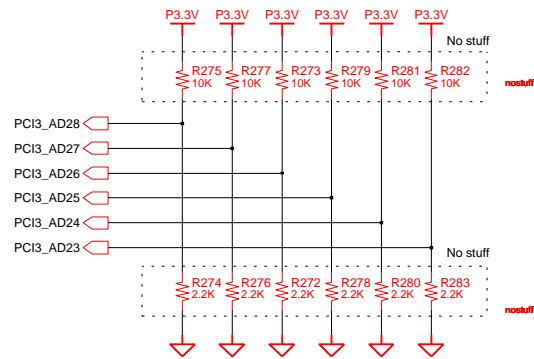 P3.3V P3.3V P3.3V P3.3V P3.3V P3.3V
No stuff
R275 R277 R273 R279 R281 R282
10K 10K 10K 10K 10K 10K
nostuff
PCI3_AD28
PCI3_AD27
PCI3_AD26
PCI3_AD25
PCI3_AD24
PCI3_AD23
No stuff
R274 R276 R272 R278 R280 R283
2.2K 2.2K 2.2K 2.2K 2.2K 2.2K
nostuff